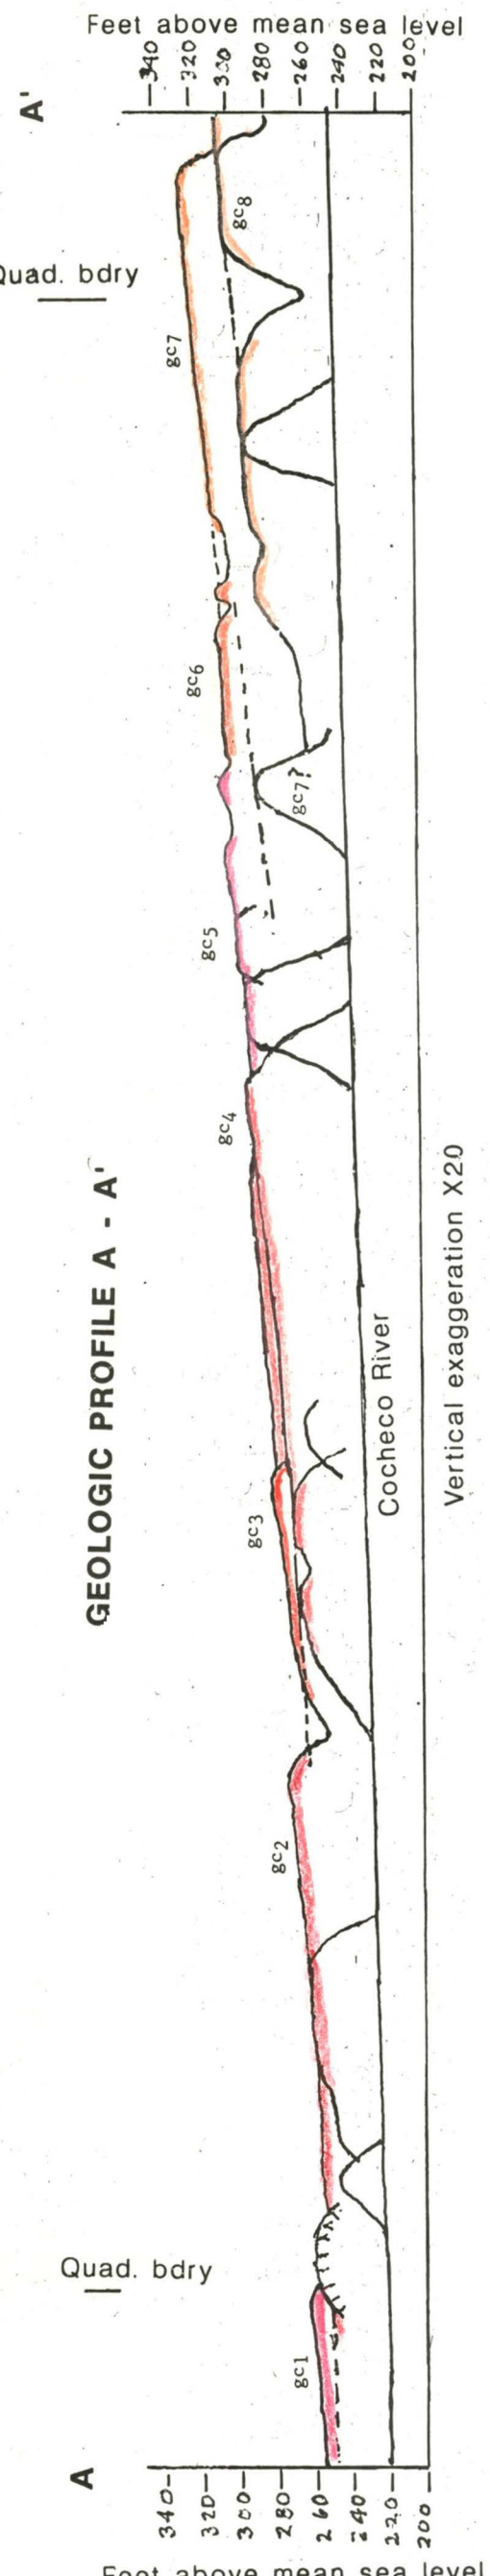 Feet above mean sea level
340
320
300
280
260
240
220
200
A'
Quad. bdry
gc8
gc7
gc6
gc7?
gc5
gc4
GEOLOGIC PROFILE A - A'
Cocheco River
Vertical exaggeration X20
gc3
gc2
Quad. bdry
gc1
A
340
320
300
280
260
240
220
200
Feet above mean sea level